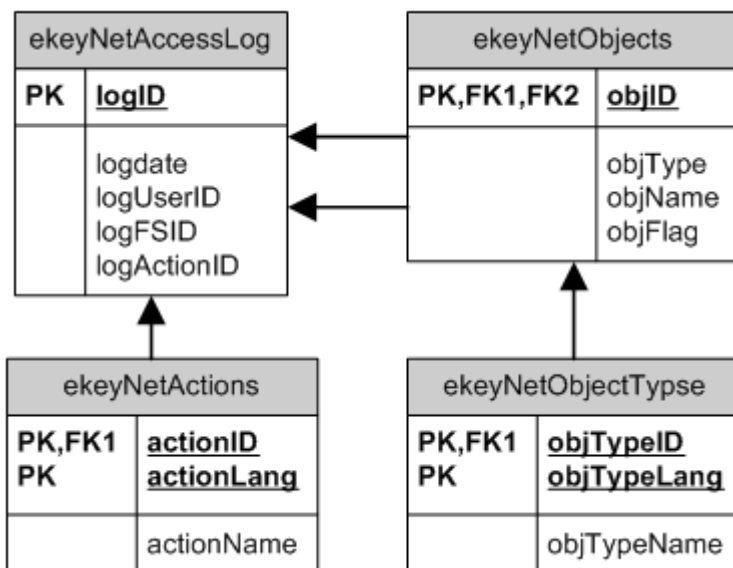 ekeyNetAccessLog
PK logID
logdate
logUserID
logFSID
logActionID
ekeyNetObjects
PK,FK1,FK2 objID
objType
objName
objFlag
ekeyNetActions
PK,FK1 actionID
PK actionLang
actionName
ekeyNetObjectTypse
PK,FK1 objTypeID
PK objTypeLang
objTypeName